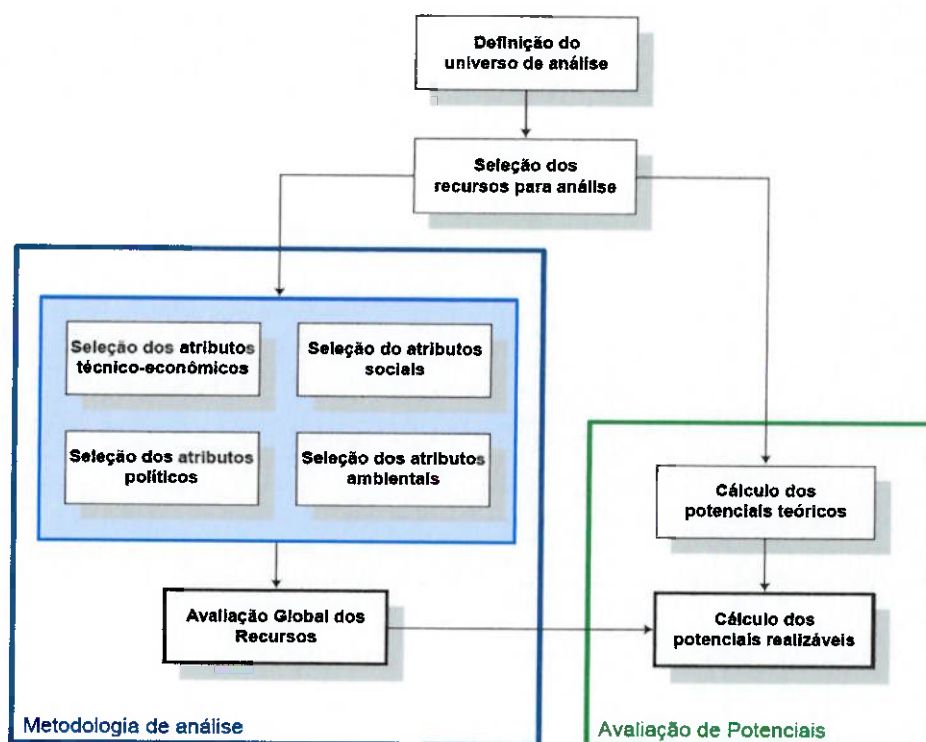 Definição do
universo de análise
Seleção dos
recursos para análise
Seleção dos atributos
técnico-econômicos
Seleção do atributos
sociais
Seleção dos atributos
políticos
Seleção dos atributos
ambientais
Avaliação Global dos
Recursos
Cálculo dos
potenciais teóricos
Cálculo dos
potenciais realizáveis
Metodologia de análise
Avaliação de Potenciais